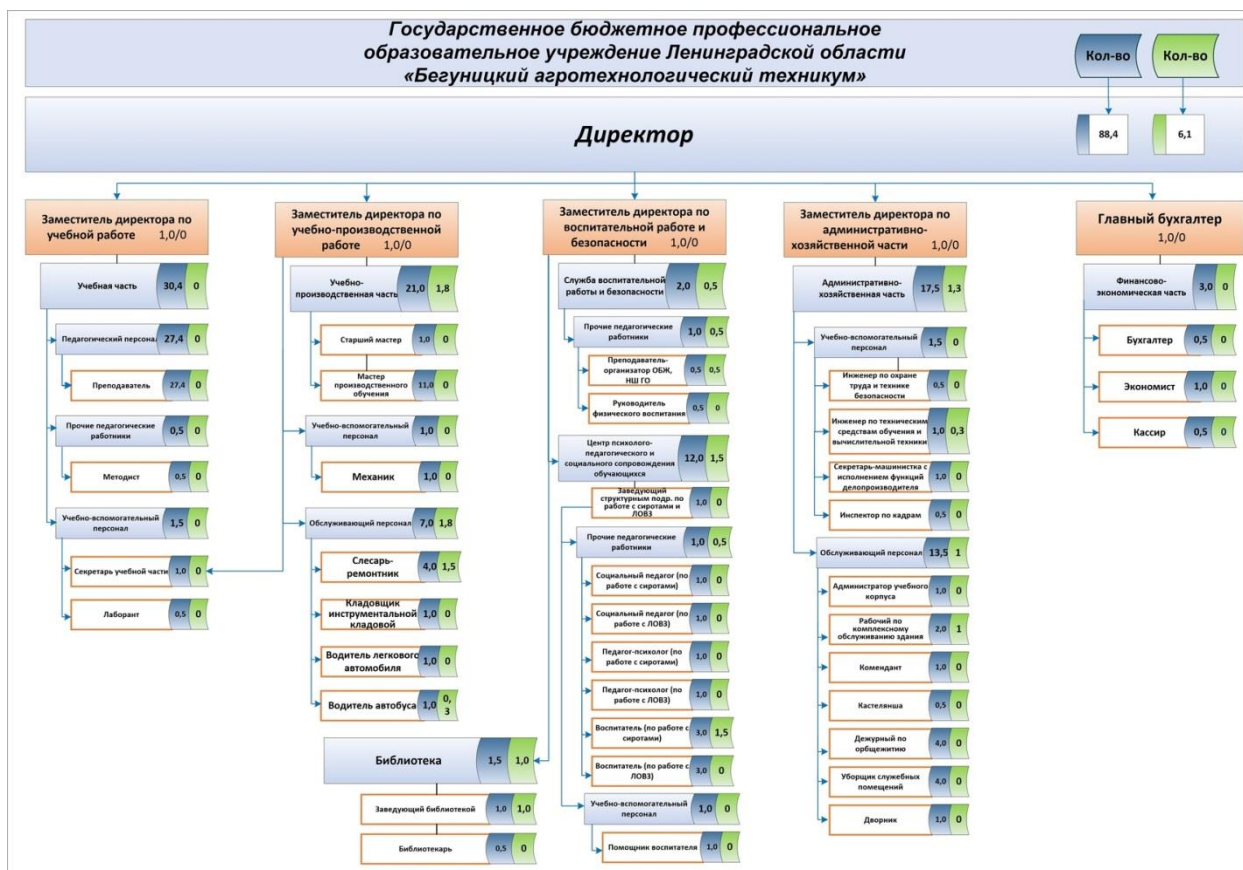 Государственное бюджетное профессиональное
образовательное учреждение Ленинградской области
«Бегуницкий агротехнологический техникум»
Кол-во
Кол-во
Директор
88,4
6,1
Заместитель директора по
учебной работе 1,0/0
Учебная часть 30,4 0
Педагогический персонал 27,4 0
Преподаватель 27,4 0
Прочие педагогические
работники 0,5 0
Методист 0,5 0
Учебно-вспомогательный
персонал 1,5 0
Секретарь учебной части 1,0 0
Лаборант 0,5 0
Заместитель директора по
учебно-производственной
работе 1,0/0
Учебно-
производственная часть 21,0 1,8
Старший мастер 1,0 0
Мастер
производственного
обучения 11,0 0
Учебно-вспомогательный
персонал 1,0 0
Механик 1,0 0
Обслуживающий персонал 7,0 1,8
Слесарь-
ремонтник 4,0 1,5
Кладовщик
инструментальной
кладовой 1,0 0
Водитель легкового
автомобиля 1,0 0
Водитель автобуса 1,0 0,
3
Библиотека 1,5 1,0
Заведующий библиотекой 1,0 1,0
Библиотекарь 0,5 0
Заместитель директора по
воспитательной работе и
безопасности 1,0/0
Служба воспитательной
работы и безопасности 2,0 0,5
Прочие педагогические
работники 1,0 0,5
Преподаватель-
организатор ОБЖ,
НШ ГО 0,5 0,5
Руководитель
физического воспитания 0,5 0
Центр психолого-
педагогического и
социального сопровождения
обучающихся 12,0 1,5
Заведующий
структурным подр. по
работе с сиротами и
ЛОВЗ 1,0 0
Прочие педагогические
работники 1,0 0,5
Социальный педагог (по
работе с сиротами) 1,0 0
Социальный педагог (по
работе с ЛОВЗ) 1,0 0
Педагог-психолог (по
работе с сиротами) 1,0 0
Педагог-психолог (по
работе с ЛОВЗ) 1,0 0
Воспитатель (по работе с
сиротами) 3,0 1,5
Воспитатель (по работе с
ЛОВЗ) 3,0 0
Учебно-вспомогательный
персонал 1,0 0
Помощник воспитателя 1,0 0
Заместитель директора по
административно-
хозяйственной части 1,0/0
Административно-
хозяйственная часть 17,5 1,3
Учебно-вспомогательный
персонал 1,5 0
Инженер по охране
труда и технике
безопасности 0,5 0
Инженер по техническим
средствам обучения и
вычислительной техники 1,0 0,3
Секретарь-машинистка с
исполнением функций
делопроизводителя 1,0 0
Инспектор по кадрам 0,5 0
Обслуживающий персонал 13,5 1
Администратор учебного
корпуса 1,0 0
Рабочий по
комплексному
обслуживанию здания 2,0 1
Комендант 1,0 0
Кастелянша 0,5 0
Дежурный по
орбщежитию 4,0 0
Уборщик служебных
помещений 4,0 0
Дворник 1,0 0
Главный бухгалтер
1,0/0
Финансово-
экономическая часть 3,0 0
Бухгалтер 0,5 0
Экономист 1,0 0
Кассир 0,5 0